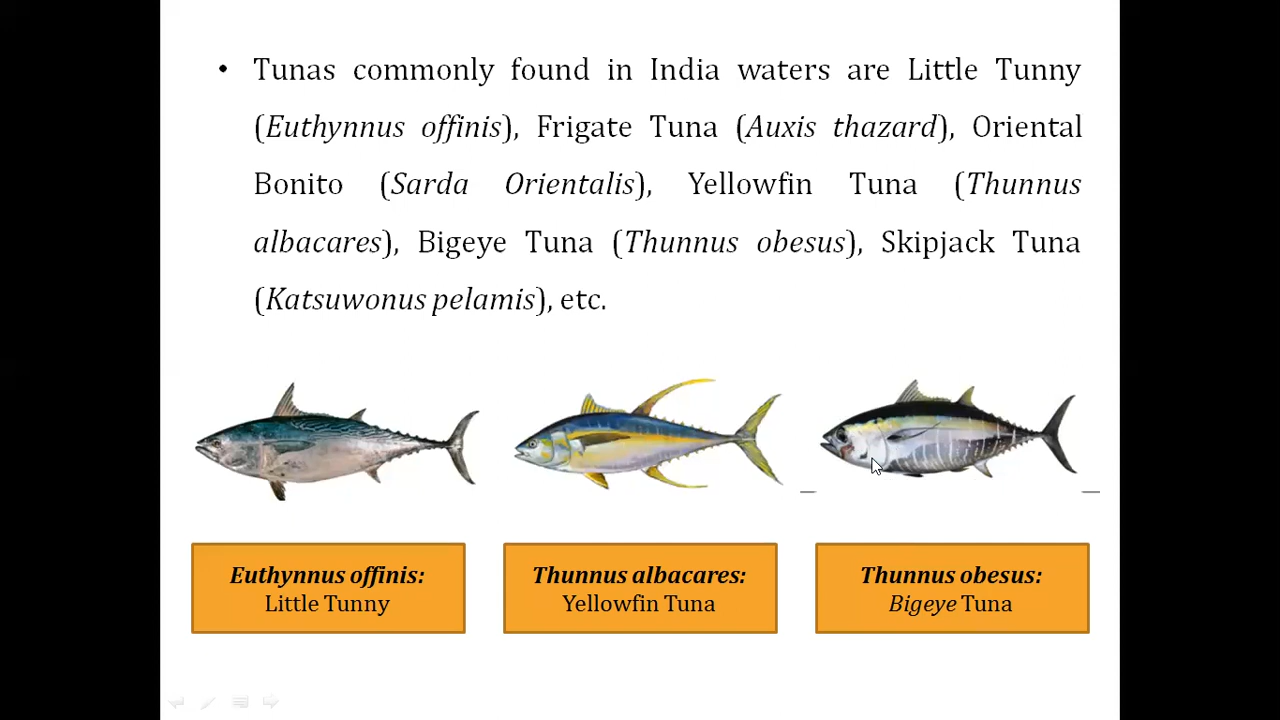 • Tunas commonly found in India waters are Little Tunny
(Euthynnus offinis), Frigate Tuna (Auxis thazard), Oriental
Bonito (Sarda Orientalis), Yellowfin Tuna (Thunnus
albacares), Bigeye Tuna (Thunnus obesus), Skipjack Tuna
(Katsuwonus pelamis), etc.
Euthynnus offinis:
Little Tunny
Thunnus albacares:
Yellowfin Tuna
Thunnus obesus:
Bigeye Tuna